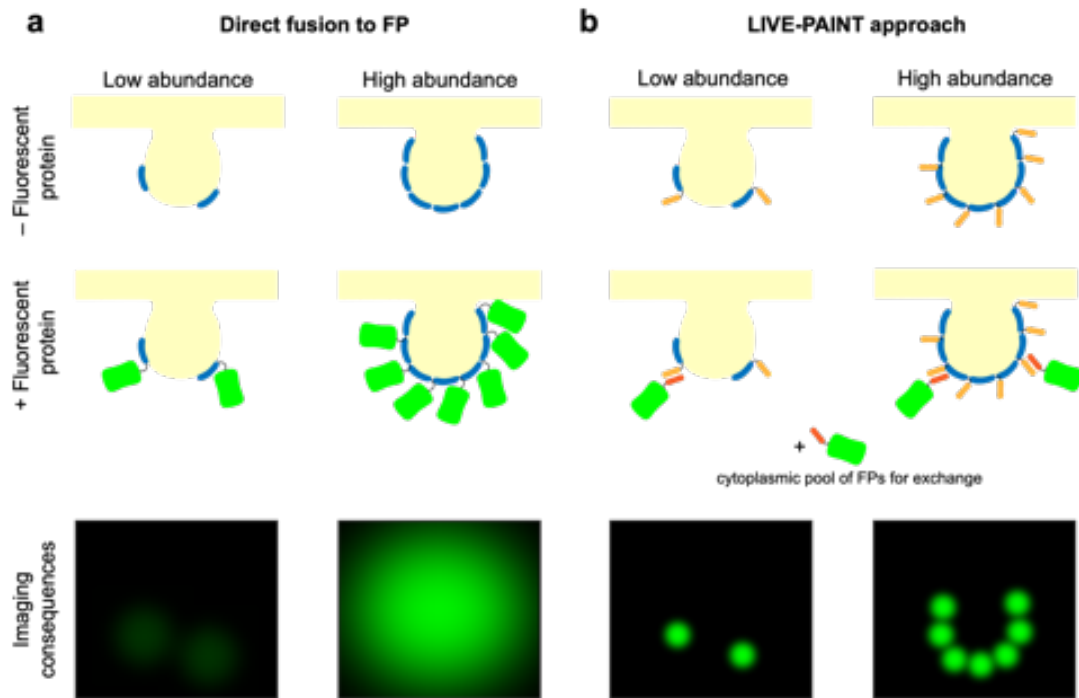 a
Direct fusion to FP
b
LIVE-PAINT approach
Low abundance
High abundance
Low abundance
High abundance
– Fluorescent
protein
+ Fluorescent
protein
+
cytoplasmic pool of FPs for exchange
Imaging
consequences